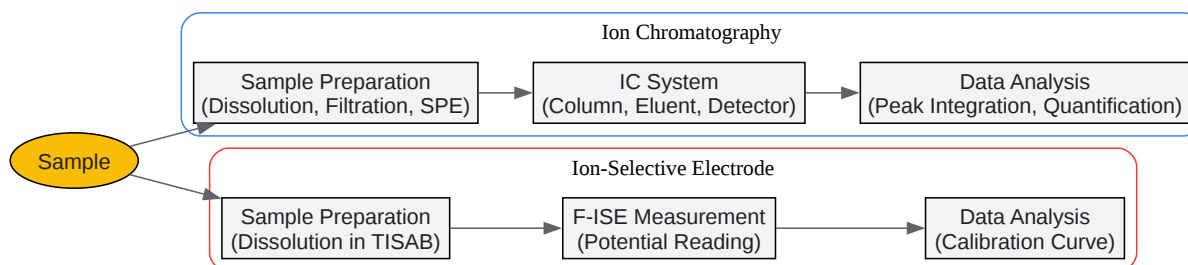 Ion Chromatography
Sample Preparation
(Dissolution, Filtration, SPE)
IC System
(Column, Eluent, Detector)
Data Analysis
(Peak Integration, Quantification)
Sample
Ion-Selective Electrode
Sample Preparation
(Dissolution in TISAB)
F-ISE Measurement
(Potential Reading)
Data Analysis
(Calibration Curve)